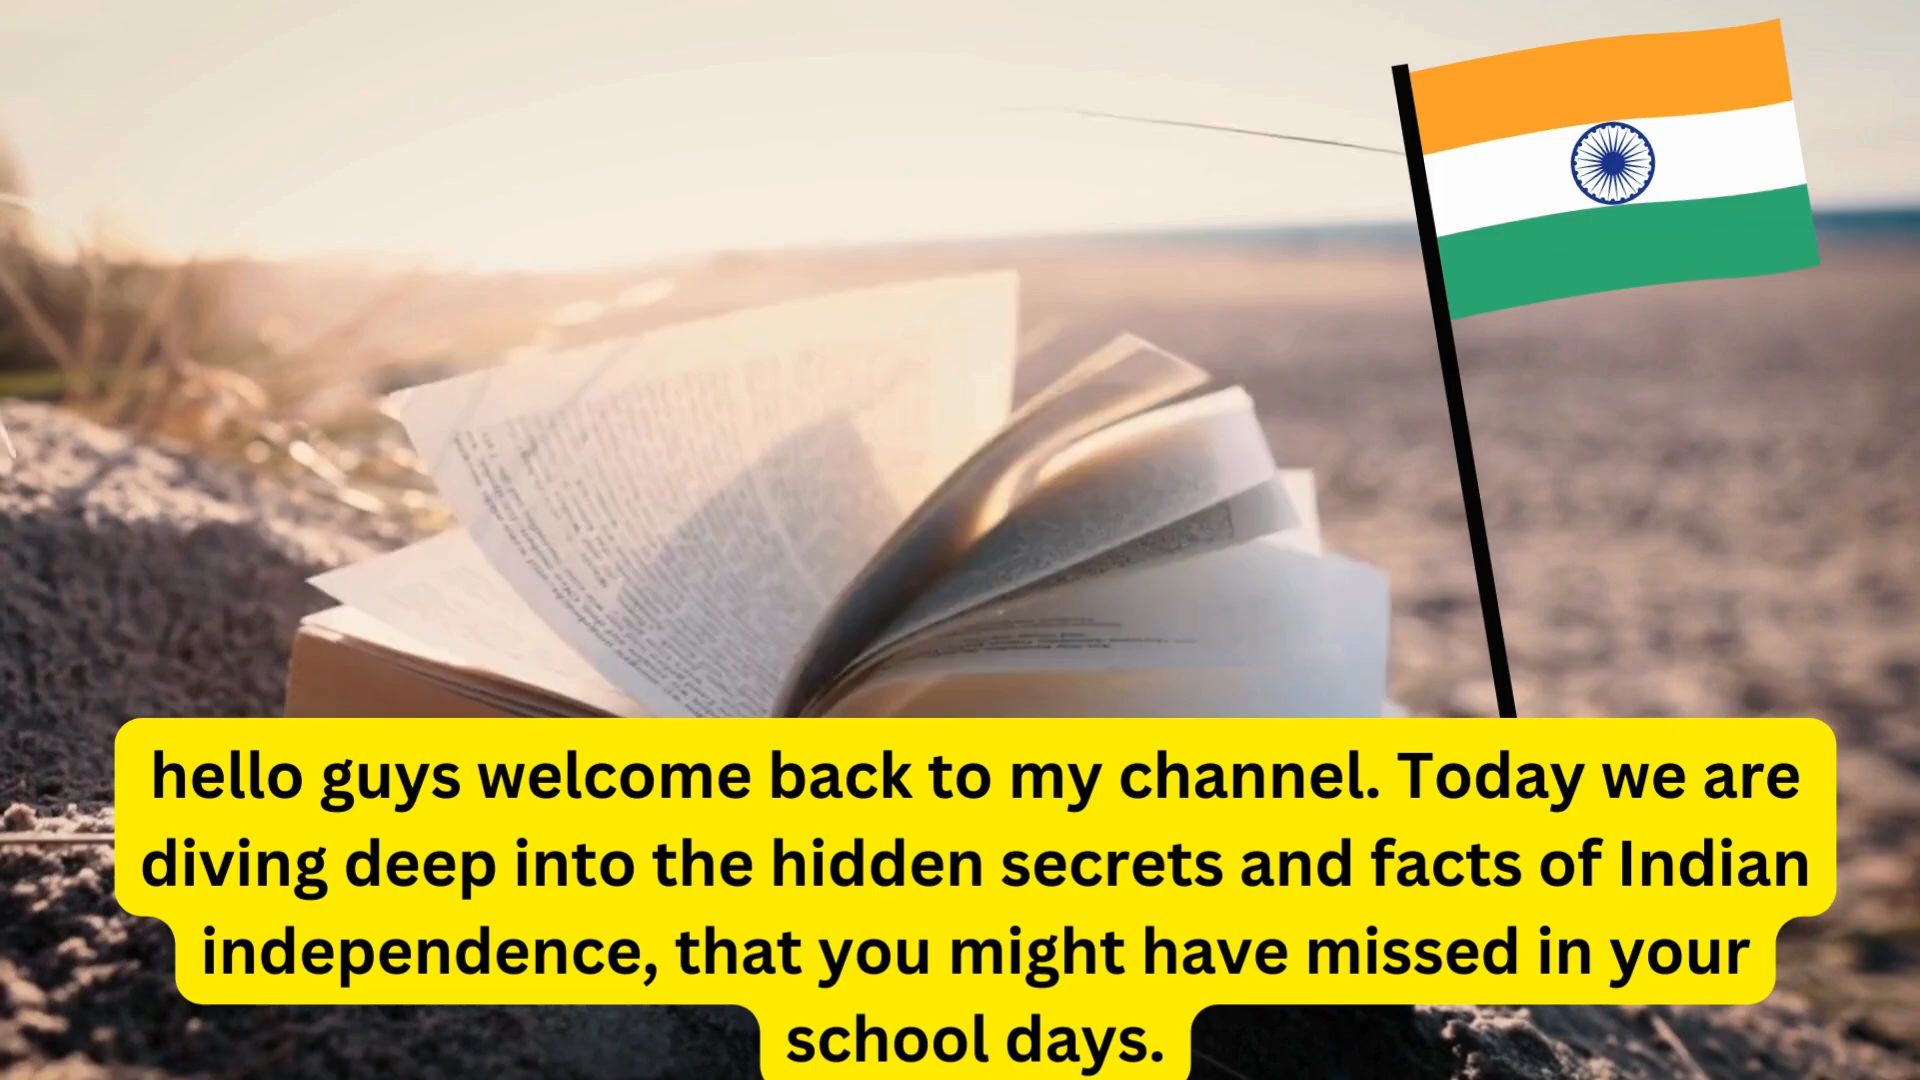 hello guys welcome back to my channel. Today we are
diving deep into the hidden secrets and facts of Indian
independence, that you might have missed in your
school days.